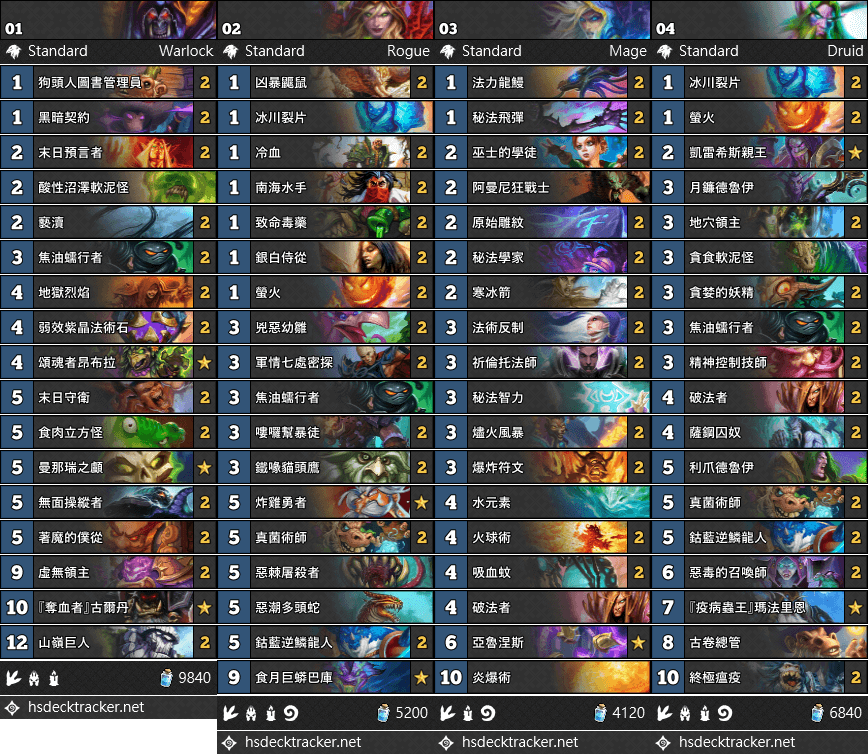 01
Standard Warlock
1 狗頭人圖書管理員 2
1 黑暗契約 2
2 末日預言者 2
2 酸性沼澤軟泥怪
2 褻瀆 2
3 焦油蠕行者 2
4 地獄烈焰 2
4 弱效紫晶法術石 2
4 頌魂者昂布拉
5 末日守衛 2
5 食肉立方怪 2
5 曼那瑞之顱
5 無面操縱者 2
5 著魔的僕從 2
9 虛無領主 2
10 『奪血者』古爾丹
12 山嶺巨人 2
9840
hsdecktracker.net
02
Standard Rogue
1 凶暴鼴鼠 2
1 冰川裂片
1 冷血 2
1 南海水手 2
1 致命毒藥 2
1 銀白侍從 2
1 螢火 2
3 兇惡幼雛 2
3 軍情七處密探 2
3 焦油蠕行者
3 嘍囉幫暴徒 2
3 鐵喙貓頭鷹 2
5 炸雞勇者
5 真菌術師 2
5 惡棘屠殺者
5 惡潮多頭蛇
5 鈷藍逆鱗龍人 2
9 食月巨蟒巴庫
5200
hsdecktracker.net
03
Standard Mage
1 法力龍鰻 2
1 秘法飛彈 2
2 巫士的學徒 2
2 阿曼尼狂戰士
2 原始雕紋 2
2 秘法學家 2
2 寒冰箭 2
3 法術反制 2
3 祈倫托法師 2
3 秘法智力
3 燼火風暴 2
3 爆炸符文 2
4 水元素
4 火球術 2
4 吸血蚊 2
4 破法者
6 亞魯涅斯
10 炎爆術
4120
hsdecktracker.net
04
Standard Druid
1 冰川裂片 2
1 螢火 2
2 凱雷希斯親王
3 月鐮德魯伊
3 地穴領主 2
3 貪食軟泥怪 2
3 貪婪的妖精 2
3 焦油蠕行者 2
3 精神控制技師 2
4 破法者 2
4 薩鋼囚奴 2
5 利爪德魯伊
5 真菌術師 2
5 鈷藍逆鱗龍人 2
6 惡毒的召喚師 2
7 『疫病蟲王』瑪法里恩
8 古卷總管 2
10 終極瘟疫 2
6840
hsdecktracker.net